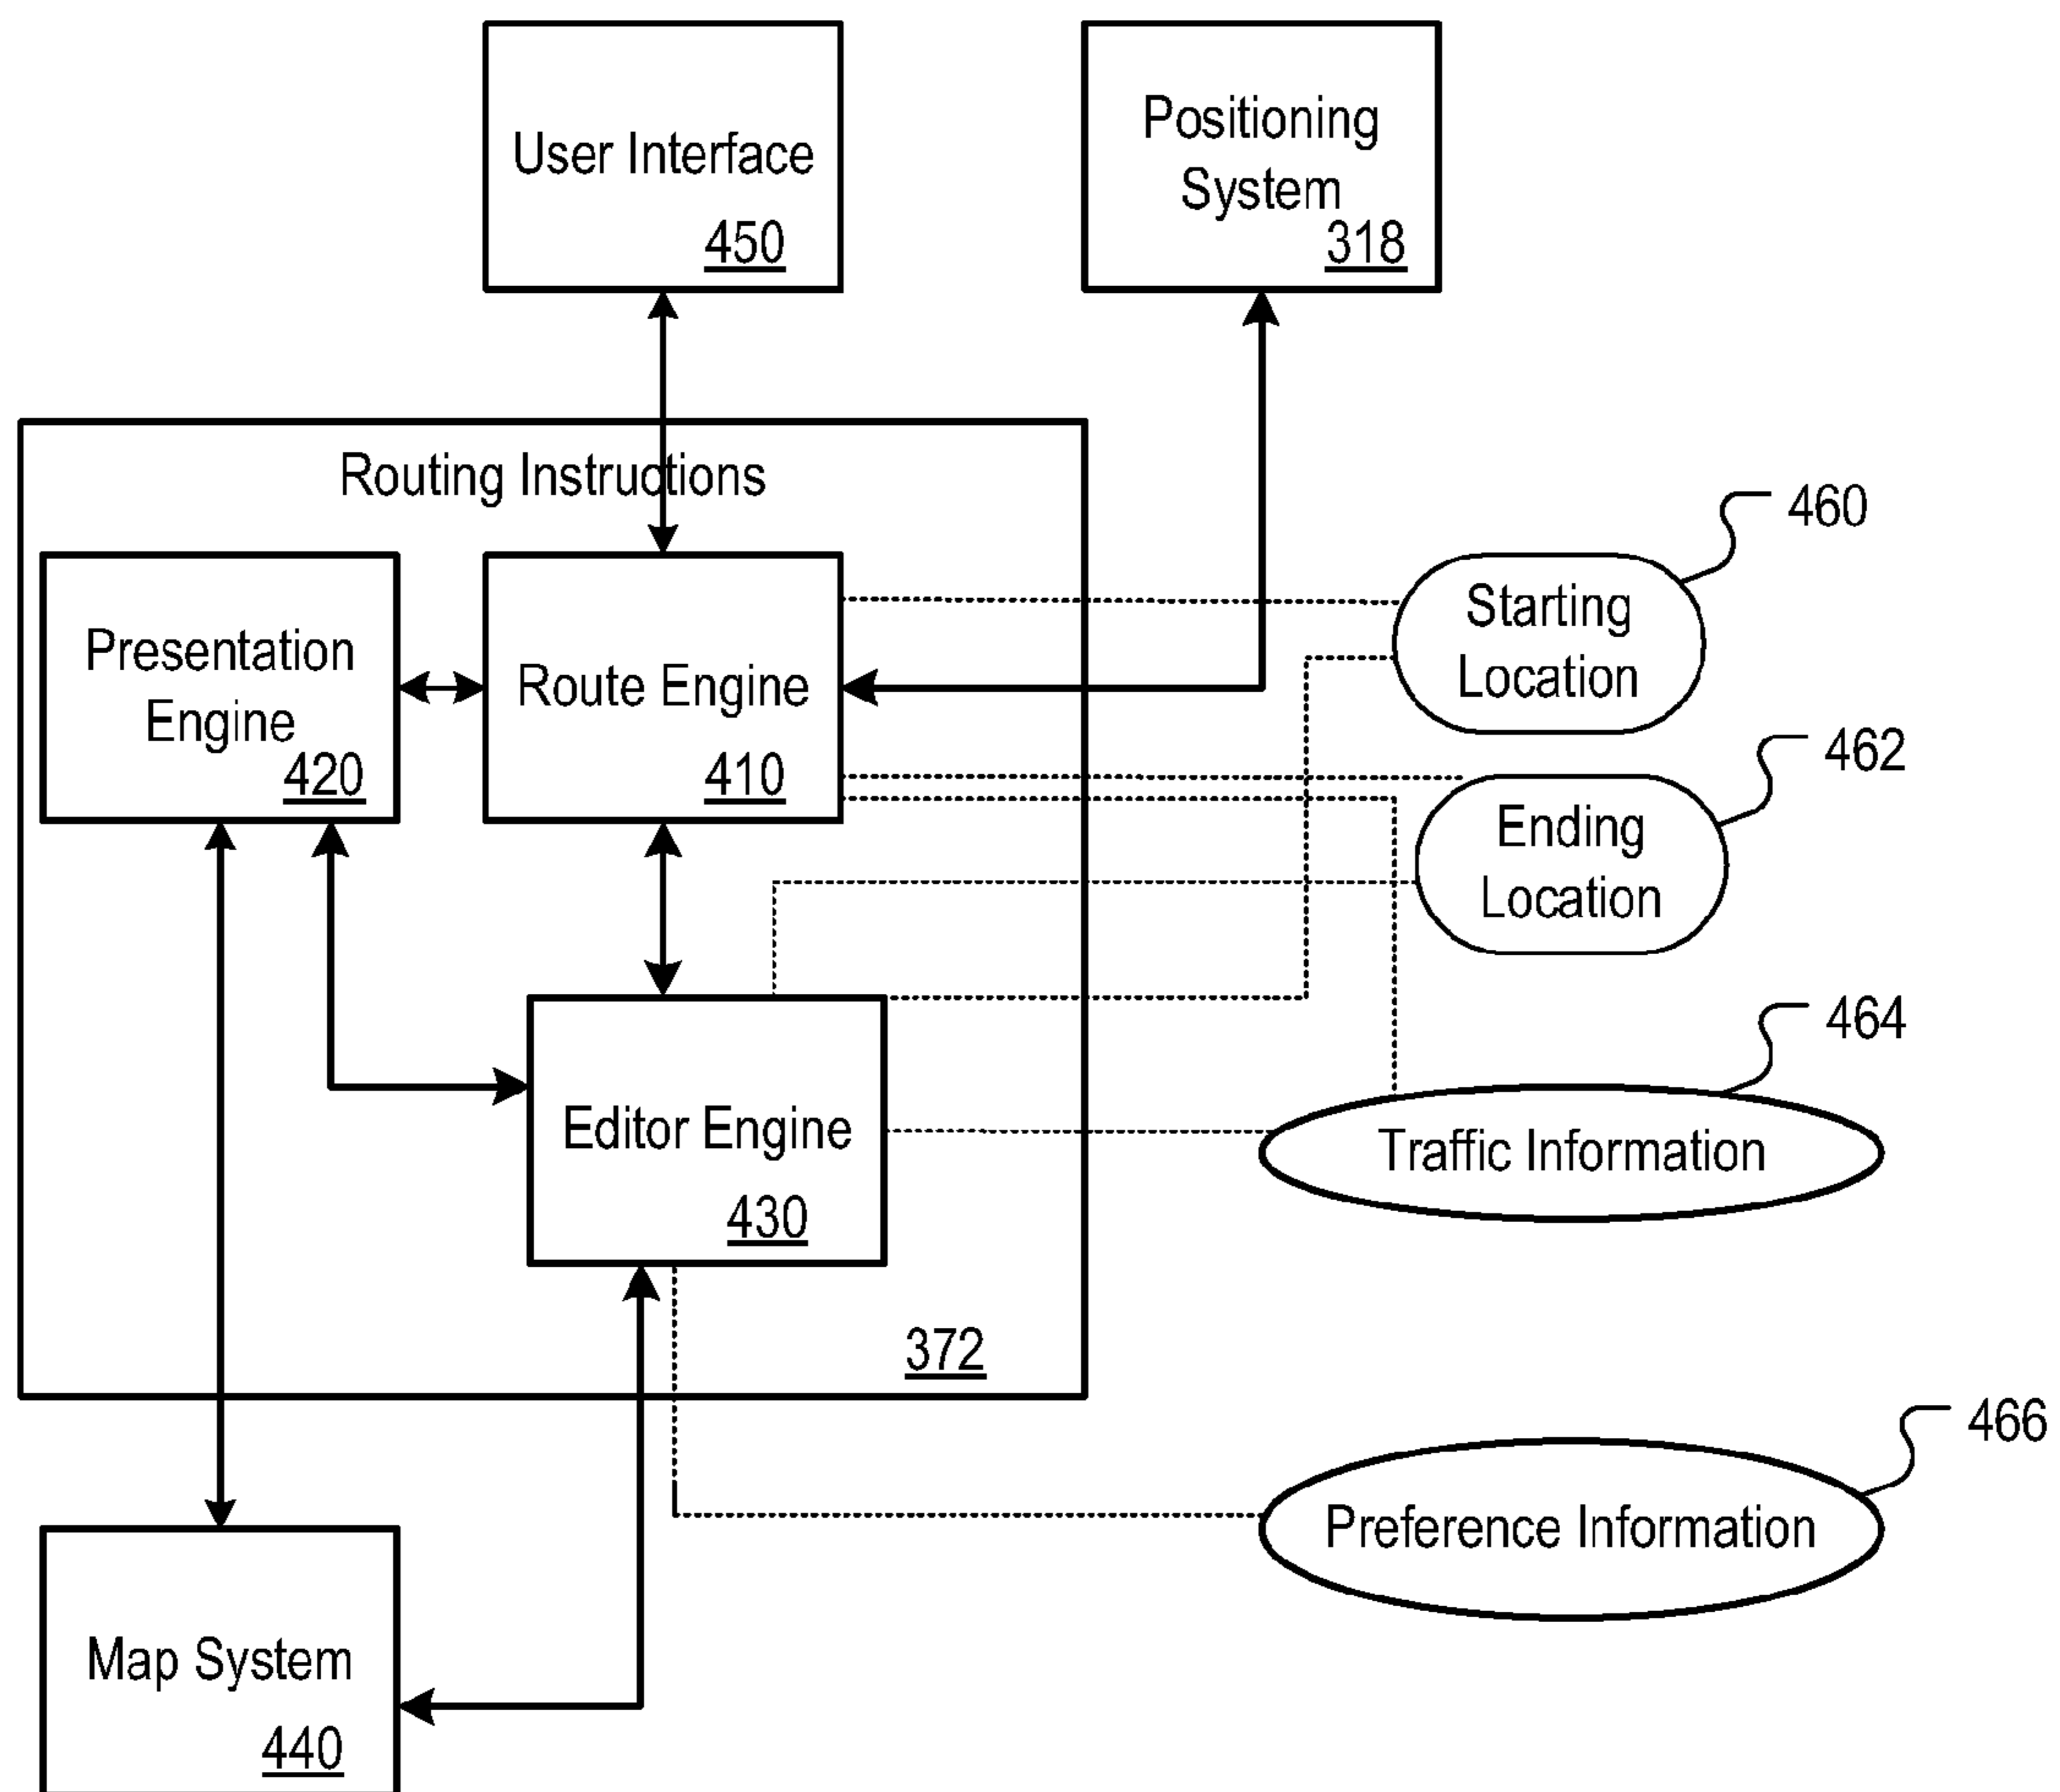 User Interface
450
Positioning
System
318
Routing Instructions
460
Starting
Location
Presentation
Engine
420
Route Engine
410
462
Ending
Location
464
Editor Engine
430
Traffic Information
372
466
Preference Information
Map System
440